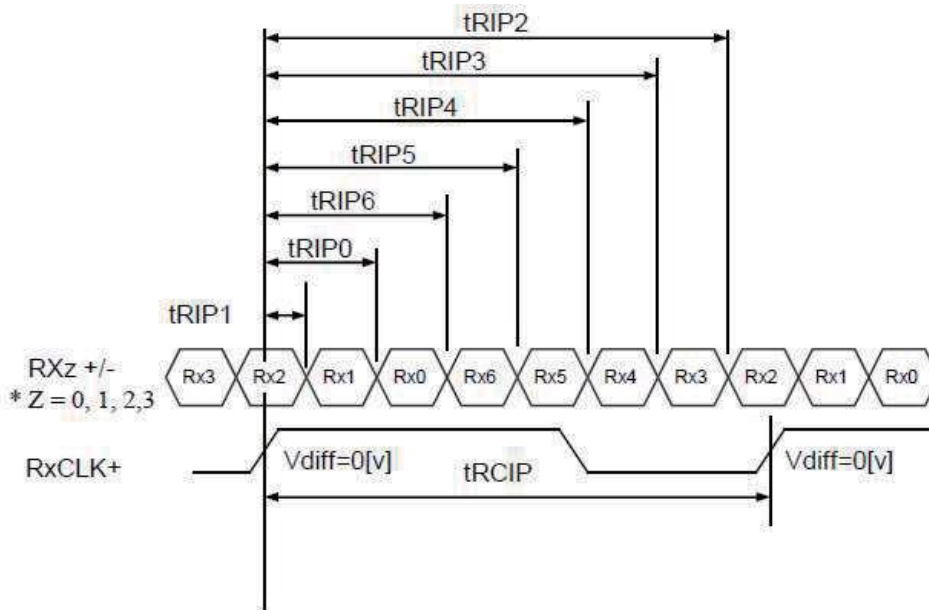 tRIP2
tRIP3
tRIP4
tRIP5
tRIP6
tRIP0
tRIP1
RXz +/-
* Z = 0, 1, 2,3
Rx3 Rx2 Rx1 Rx0 Rx6 Rx5 Rx4 Rx3 Rx2 Rx1 Rx0
RxCLK+
Vdiff=0[v]
tRCIP
Vdiff=0[v]